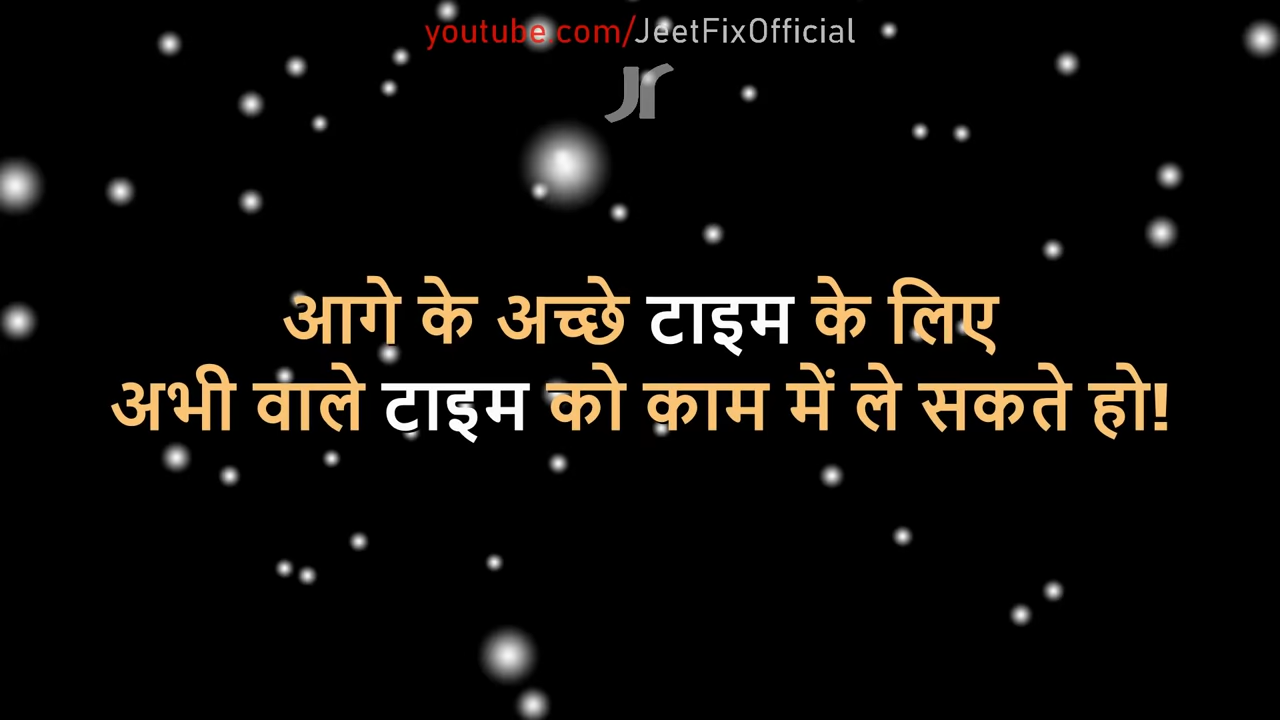 youtube.com/JeetFixOfficial
आगे के अच्छे टाइम के लिए
अभी वाले टाइम को काम में ले सकते हो!